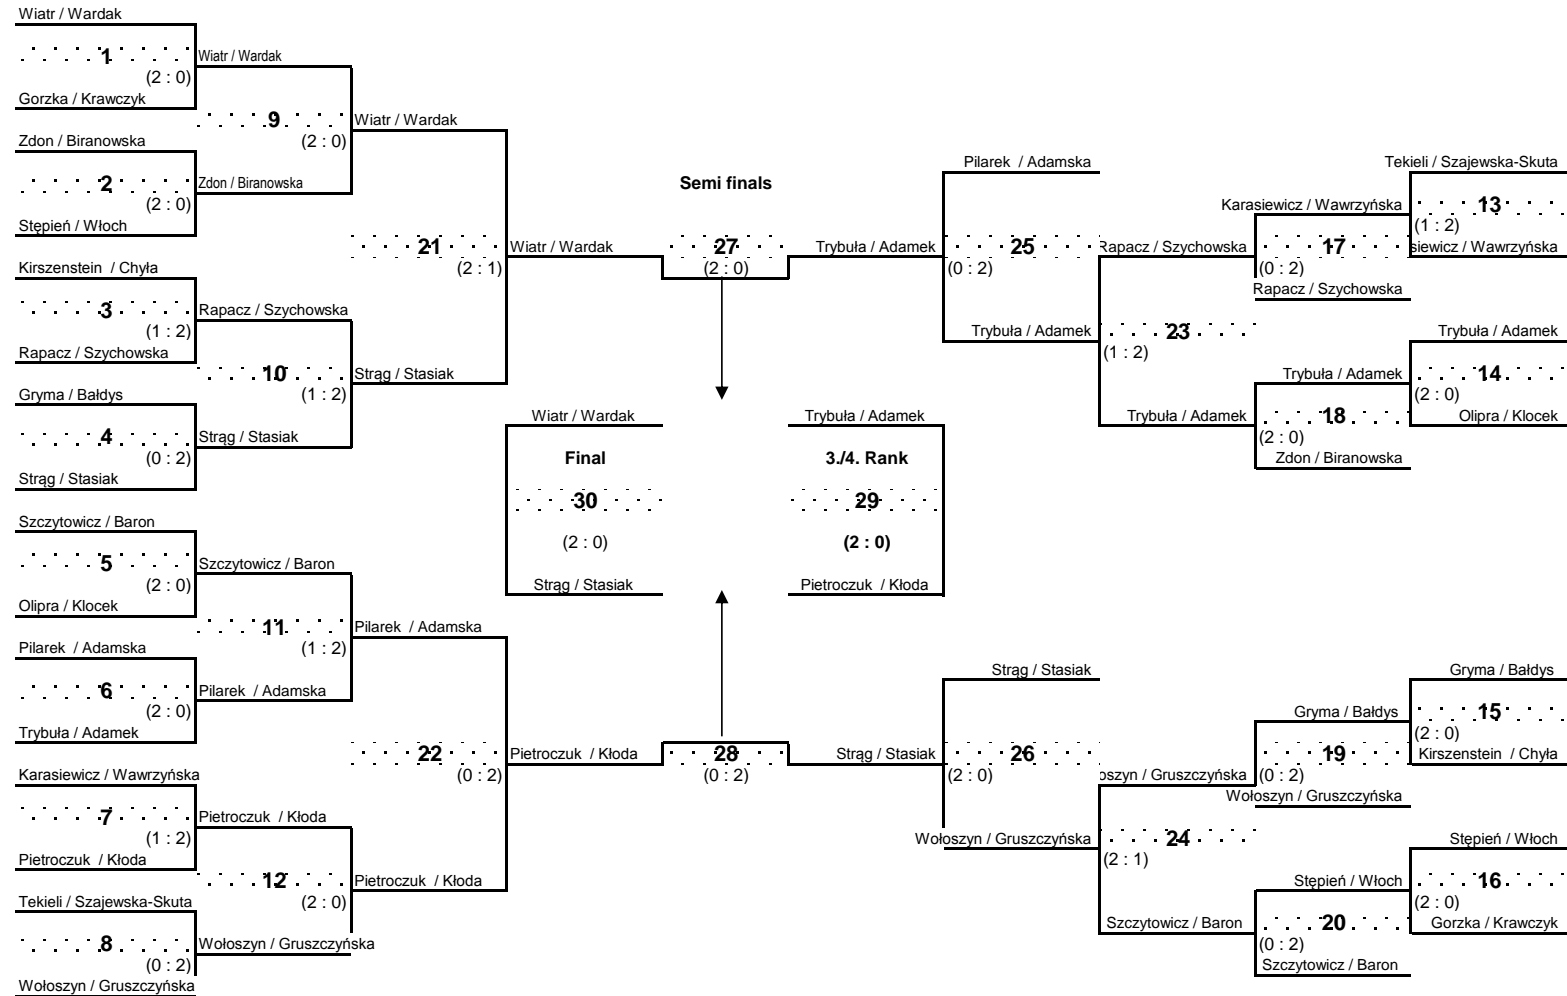 Wiatr / Wardak
1
Wiatr / Wardak
(2 : 0)
Gorzka / Krawczyk
9
Wiatr / Wardak
(2 : 0)
Zdon / Biranowska
2
Zdon / Biranowska
(2 : 0)
Stępień / Włoch
21
Wiatr / Wardak
(2 : 1)
Kirszenstein / Chyła
3
Rapacz / Szychowska
(1 : 2)
Rapacz / Szychowska
10
Strąg / Stasiak
(1 : 2)
Gryma / Bałdys
4
Strąg / Stasiak
(0 : 2)
Strąg / Stasiak
Szczytowicz / Baron
5
Szczytowicz / Baron
(2 : 0)
Olipra / Klocek
11
Pilarek / Adamska
(1 : 2)
Pilarek / Adamska
6
Pilarek / Adamska
(2 : 0)
Trybuła / Adamek
22
Pietroczuk / Kłoda
(0 : 2)
Karasiewicz / Wawrzyńska
7
Pietroczuk / Kłoda
(1 : 2)
Pietroczuk / Kłoda
12
Pietroczuk / Kłoda
(2 : 0)
Tekieli / Szajewska-Skuta
8
Wołoszyn / Gruszczyńska
(0 : 2)
Wołoszyn / Gruszczyńska
Semi finals
27
(2 : 0)
Wiatr / Wardak
Final
30
(2 : 0)
Strąg / Stasiak
Trybuła / Adamek
3./4. Rank
29
(2 : 0)
Pietroczuk / Kłoda
28
(0 : 2)
Pilarek / Adamska
Trybuła / Adamek
25
(0 : 2)
Trybuła / Adamek
Rapacz / Szychowska
23
(1 : 2)
Trybuła / Adamek
Tekieli / Szajewska-Skuta
Karasiewicz / Wawrzyńska
13
(1 : 2)
siewicz / Wawrzyńska
17
(0 : 2)
Rapacz / Szychowska
Trybuła / Adamek
Trybuła / Adamek
14
(2 : 0)
Olipra / Klocek
18
(2 : 0)
Zdon / Biranowska
Strąg / Stasiak
Strąg / Stasiak
26
(2 : 0)
Wołoszyn / Gruszczyńska
oszyn / Gruszczyńska
24
(2 : 1)
Szczytowicz / Baron
Gryma / Bałdys
Gryma / Bałdys
15
(2 : 0)
Kirszenstein / Chyła
19
(0 : 2)
Wołoszyn / Gruszczyńska
Stępień / Włoch
Stępień / Włoch
16
(2 : 0)
Gorzka / Krawczyk
20
(0 : 2)
Szczytowicz / Baron